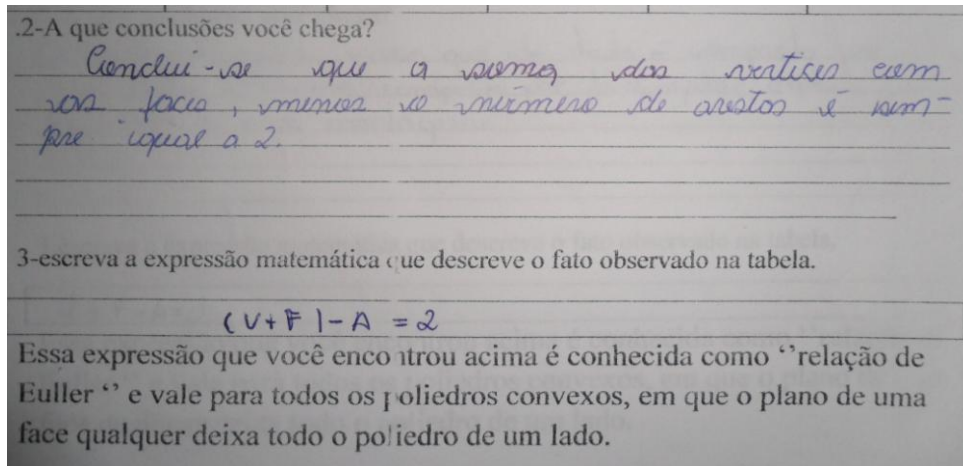 .2-A que conclusões você chega?
Conclui-se que a soma dos vertices com
as faces, menos o número de arestas é sem-
pre igual a 2.
3-escreva a expressão matemática que descreve o fato observado na tabela.
(V+F)-A = 2
Essa expressão que você encontrou acima é conhecida como ‘’relação de
Euller ‘’ e vale para todos os poliedros convexos, em que o plano de uma
face qualquer deixa todo o poliedro de um lado.